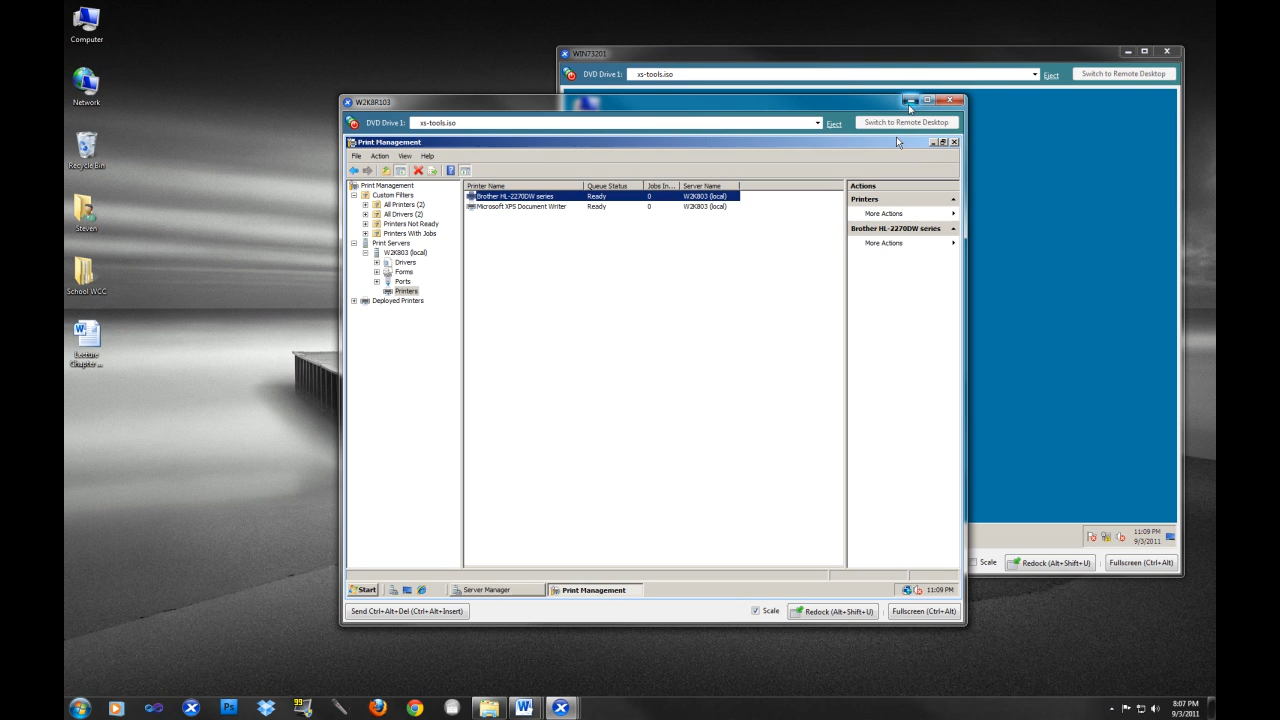 Computer
Network
Recycle Bin
Steven
School WCC
Lecture
Chapter ...
WIN73201
DVD Drive 1:
xs-tools.iso
Eject
Switch to Remote Desktop
W2K8R103
DVD Drive 1:
xs-tools.iso
Eject
Switch to Remote Desktop
Print Management
File Action View Help
Print Management
Custom Filters
All Printers (2)
All Drivers (2)
Printers Not Ready
Printers With Jobs
Print Servers
W2K803 (local)
Drivers
Forms
Ports
Printers
Deployed Printers
Printer Name Queue Status Jobs In... Server Name
Brother HL-2270DW series Ready 0 W2K803 (local)
Microsoft XPS Document Writer Ready 0 W2K803 (local)
Actions
Printers
More Actions
Brother HL-2270DW series
More Actions
Start
Server Manager
Print Management
11:09 PM
Send Ctrl+Alt+Del (Ctrl+Alt+Insert)
Scale
Redock (Alt+Shift+U)
Fullscreen (Ctrl+Alt)
11:09 PM
9/3/2011
Scale
Redock (Alt+Shift+U)
Fullscreen (Ctrl+Alt)
Ps
99
W
8:07 PM
9/3/2011